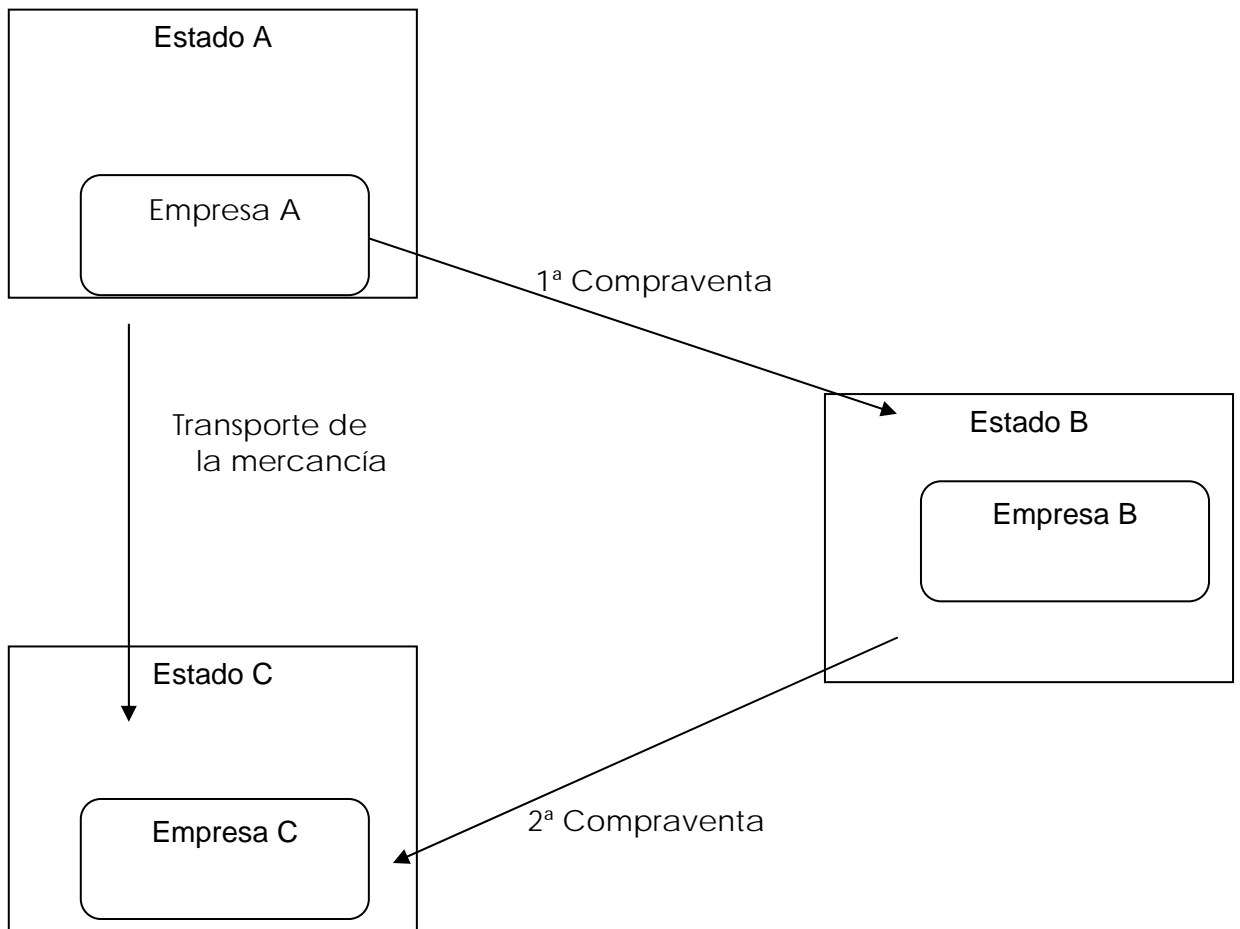 Estado A
Empresa A
1ª Compraventa
Transporte de
la mercancía
Estado B
Empresa B
Estado C
Empresa C
2ª Compraventa